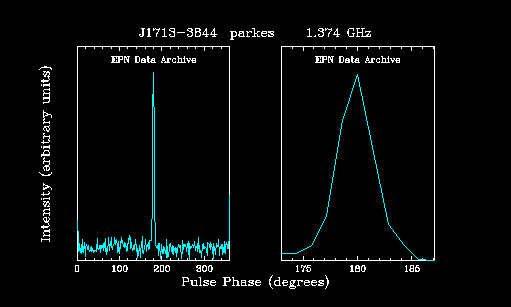 J1713-3844 parkes 1.374 GHz
EPN Data Archive EPN Data Archive
Intensity (arbitrary units)
0 100 200 300 175 180 185
Pulse Phase (degrees)